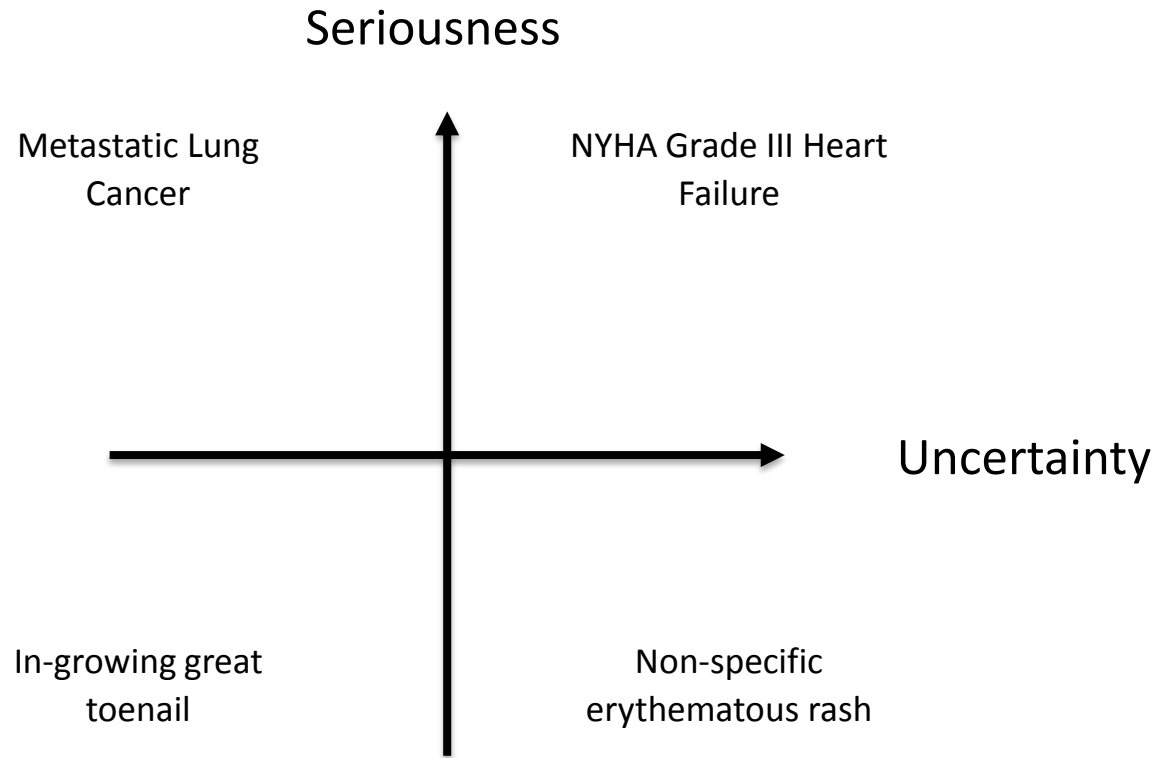 Seriousness
Metastatic Lung
Cancer
NYHA Grade III Heart
Failure
Uncertainty
In-growing great
toenail
Non-specific
erythematous rash